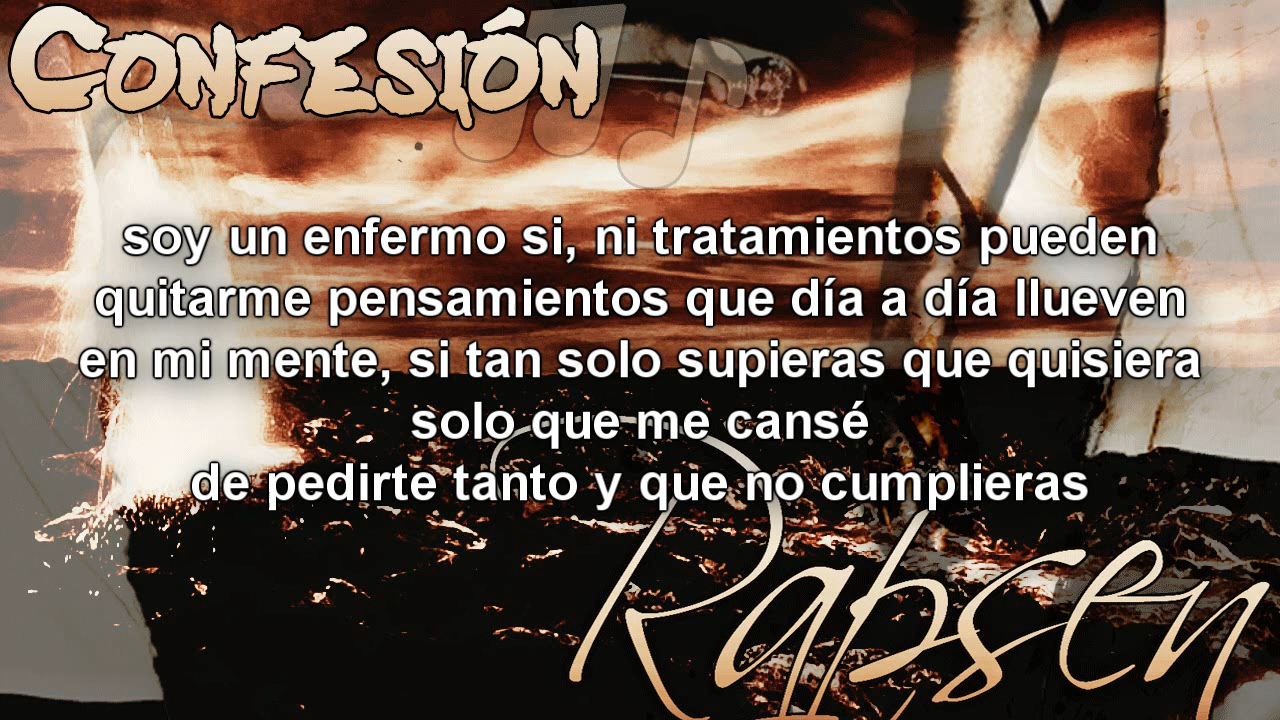 Confesión
soy un enfermo si, ni tratamientos pueden
quitarme pensamientos que día a día llueven
en mi mente, si tan solo supieras que quisiera
solo que me cansé
de pedirte tanto y que no cumplieras
Rabsen